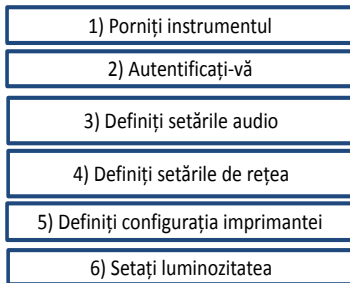 1) Porniți instrumentul
2) Autentificați-vă
3) Definiți setările audio
4) Definiți setările de rețea
5) Definiți configurația imprimantei
6) Setați luminozitatea